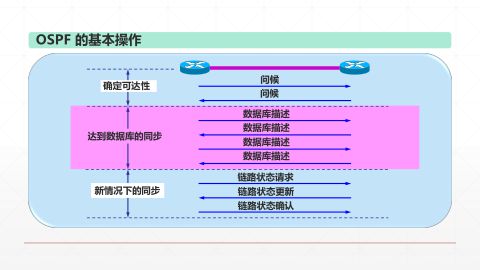 OSPF 的基本操作
确定可达性
问候
问候
达到数据库的同步
数据库描述
数据库描述
数据库描述
数据库描述
新情况下的同步
链路状态请求
链路状态更新
链路状态确认